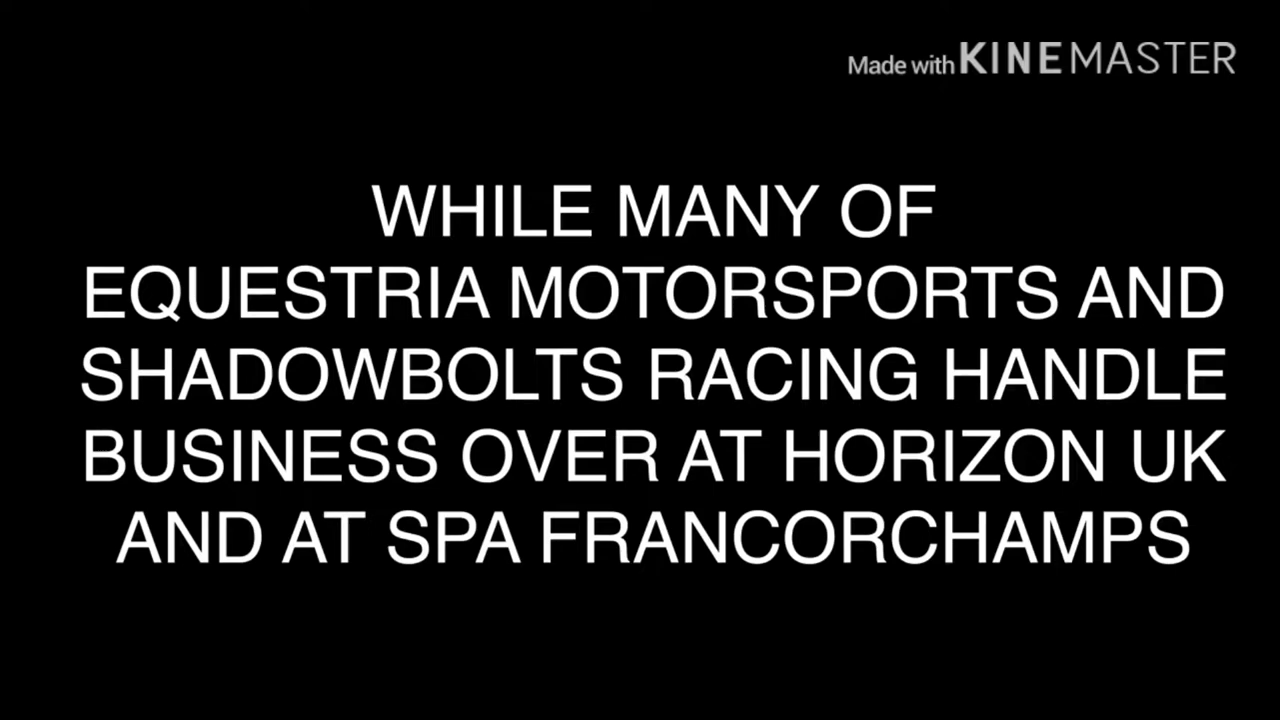 Made with KINEMASTER
WHILE MANY OF
EQUESTRIA MOTORSPORTS AND
SHADOWBOLTS RACING HANDLE
BUSINESS OVER AT HORIZON UK
AND AT SPA FRANCORCHAMPS